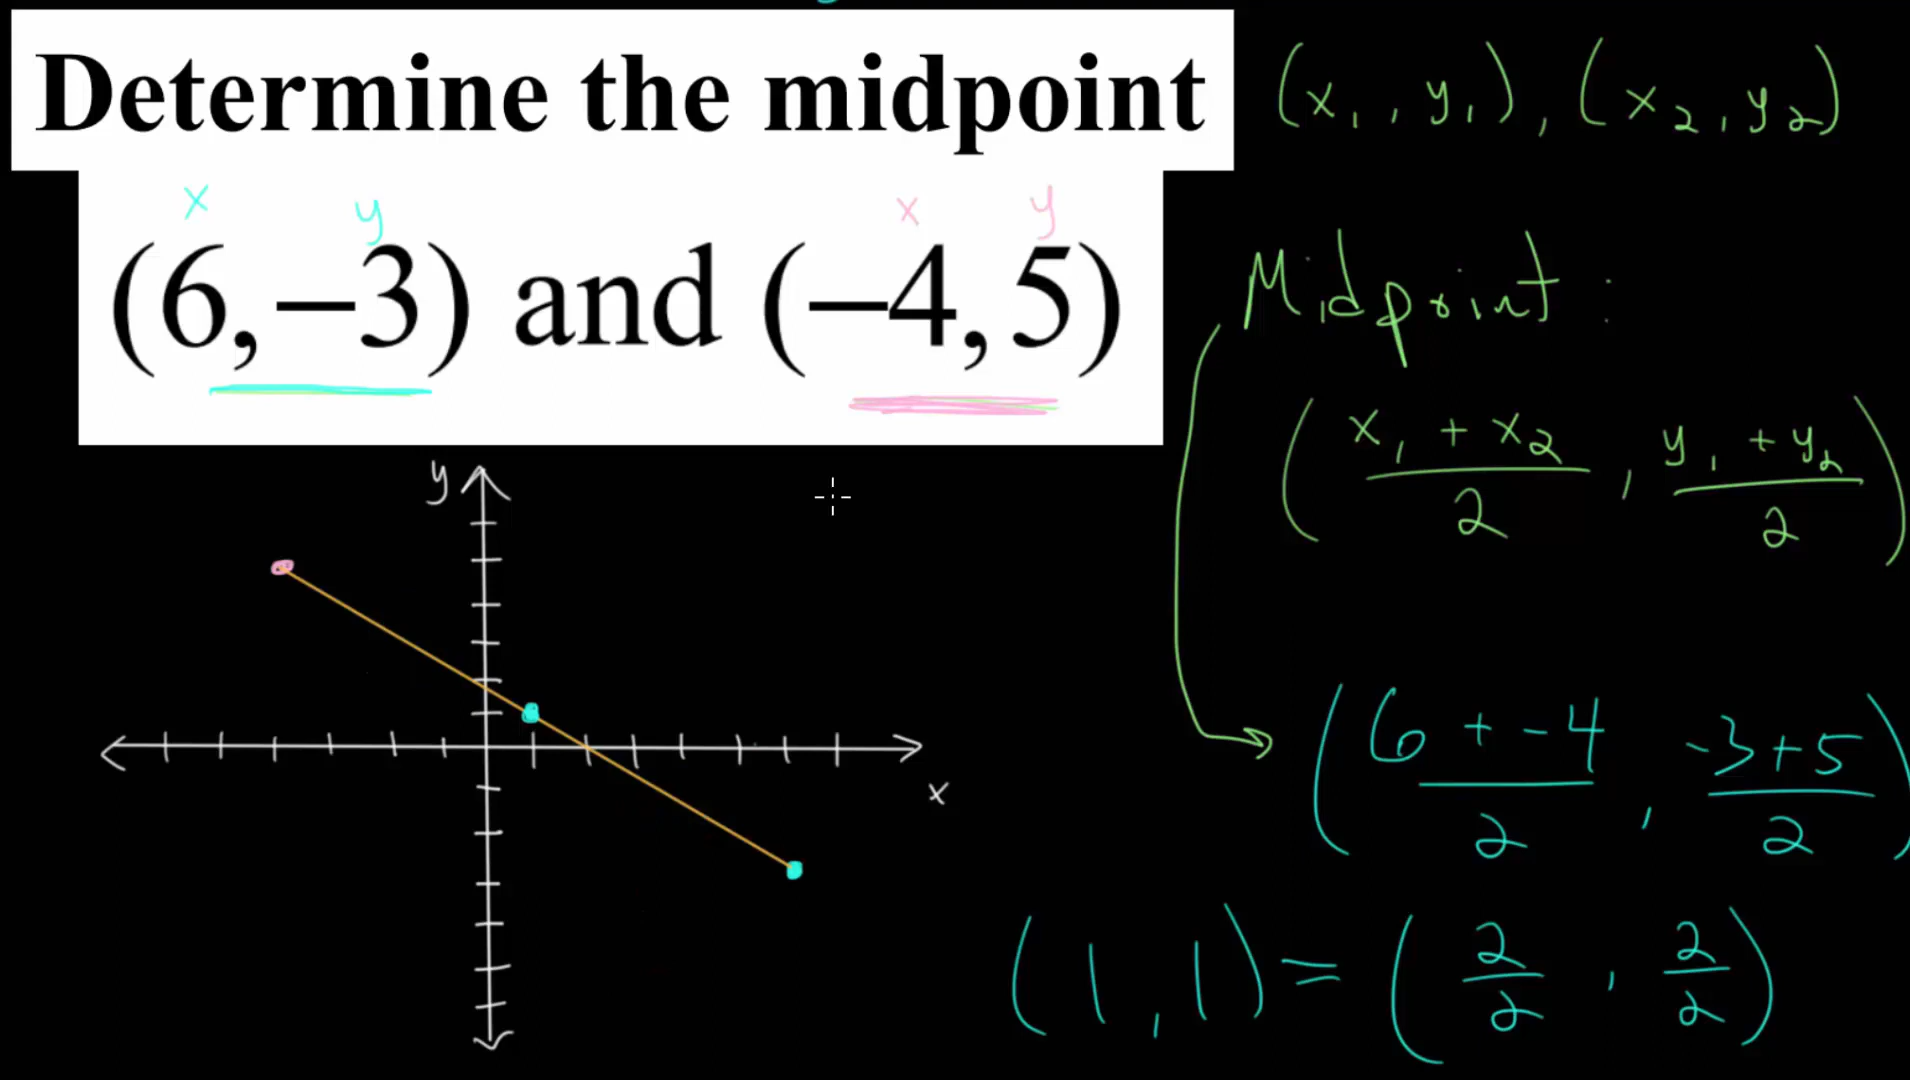 Determine the midpoint
x y x y
(6,−3) and (−4,5)
(x₁, y₁), (x₂, y₂)
Midpoint:
(x₁ + x₂ / 2, y₁ + y₂ / 2)
(6 + -4 / 2, -3 + 5 / 2)
(1, 1) = (2/2, 2/2)
y
x